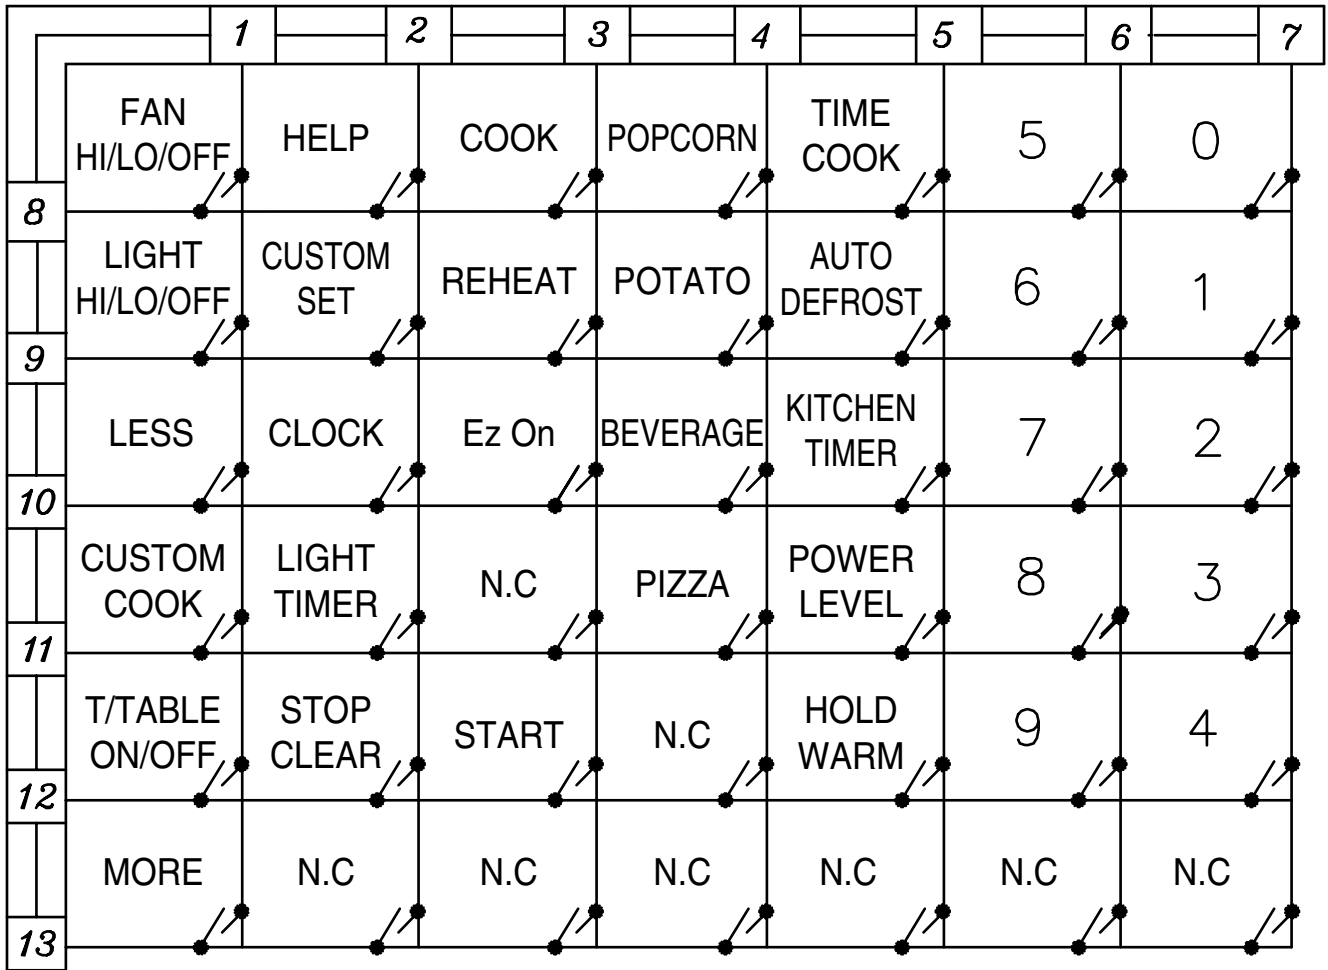 1 2 3 4 5 6 7
FAN HELP COOK POPCORN TIME 5 0
HI/LO/OFF COOK
8
LIGHT CUSTOM REHEAT POTATO AUTO 6 1
HI/LO/OFF SET DEFROST
9
LESS CLOCK Ez On BEVERAGE KITCHEN 7 2
TIMER
10
CUSTOM LIGHT N.C PIZZA POWER 8 3
COOK TIMER LEVEL
11
T/TABLE STOP START N.C HOLD 9 4
ON/OFF CLEAR WARM
12
MORE N.C N.C N.C N.C N.C N.C
13